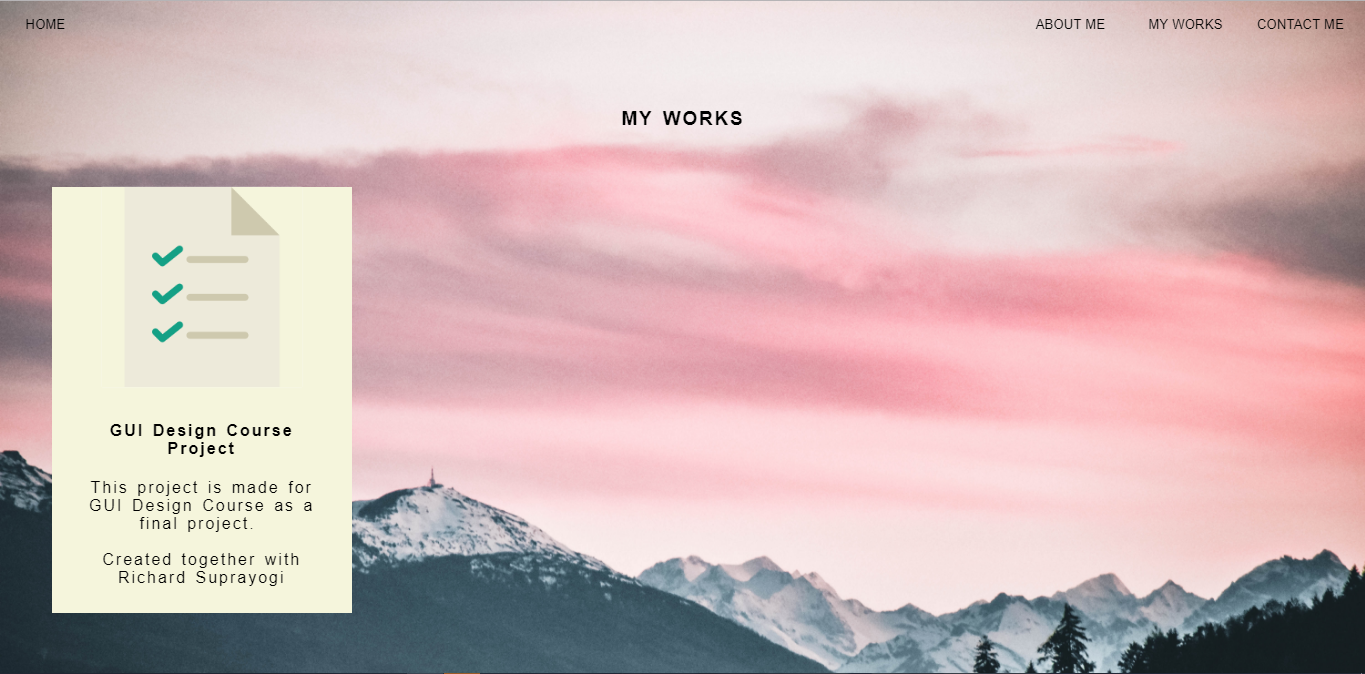 HOME
ABOUT ME
MY WORKS
CONTACT ME
MY WORKS
GUI Design Course
Project
This project is made for
GUI Design Course as a
final project.
Created together with
Richard Suprayogi